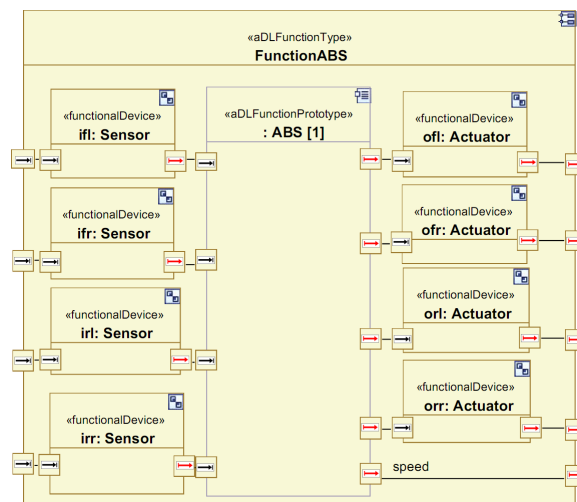 «aDLFunctionType»
FunctionABS
«functionalDevice»
ifl: Sensor
«aDLFunctionPrototype»
: ABS [1]
«functionalDevice»
ofl: Actuator
«functionalDevice»
ifr: Sensor
«functionalDevice»
ofr: Actuator
«functionalDevice»
irl: Sensor
«functionalDevice»
orl: Actuator
«functionalDevice»
irr: Sensor
«functionalDevice»
orr: Actuator
speed